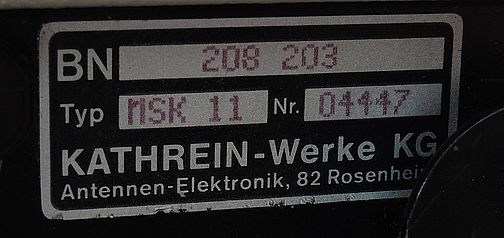 BN 208 203
Typ MSK 11 Nr. 04447
KATHREIN-Werke KG
Antennen-Elektronik, 82 Rosenhei